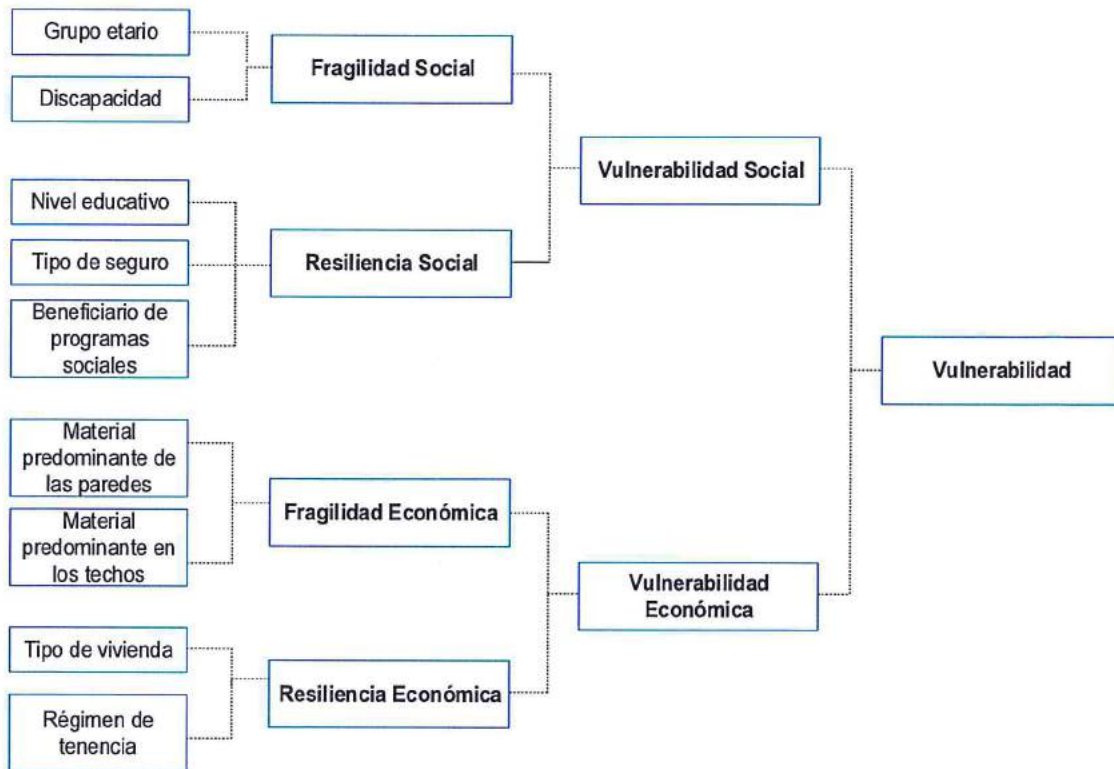 Grupo etario
Discapacidad
Fragilidad Social
Nivel educativo
Tipo de seguro
Beneficiario de
programas
sociales
Resiliencia Social
Vulnerabilidad Social
Material
predominante de
las paredes
Material
predominante en
los techos
Fragilidad Económica
Tipo de vivienda
Régimen de
tenencia
Resiliencia Económica
Vulnerabilidad
Económica
Vulnerabilidad